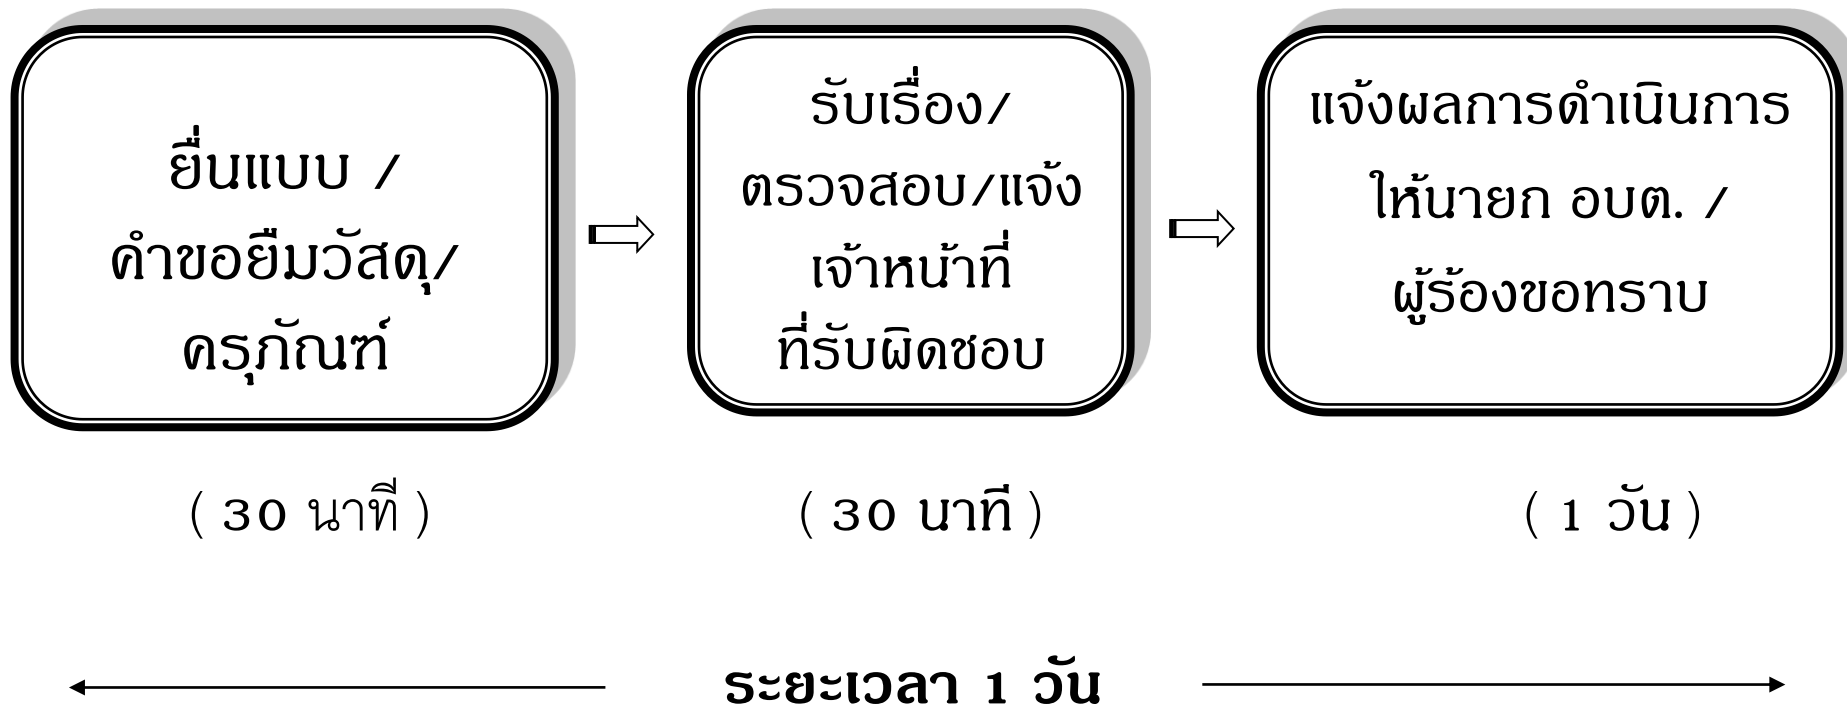 ยื่นแบบ /
คำขอยืมวัสดุ/
ครุภัณฑ์
( 30 นาที )
รับเรื่อง/
ตรวจสอบ/แจ้ง
เจ้าหน้าที่
ที่รับผิดชอบ
( 30 นาที )
แจ้งผลการดำเนินการ
ให้นายก อบต. /
ผู้ร้องขอทราบ
( 1 วัน )
ระยะเวลา 1 วัน